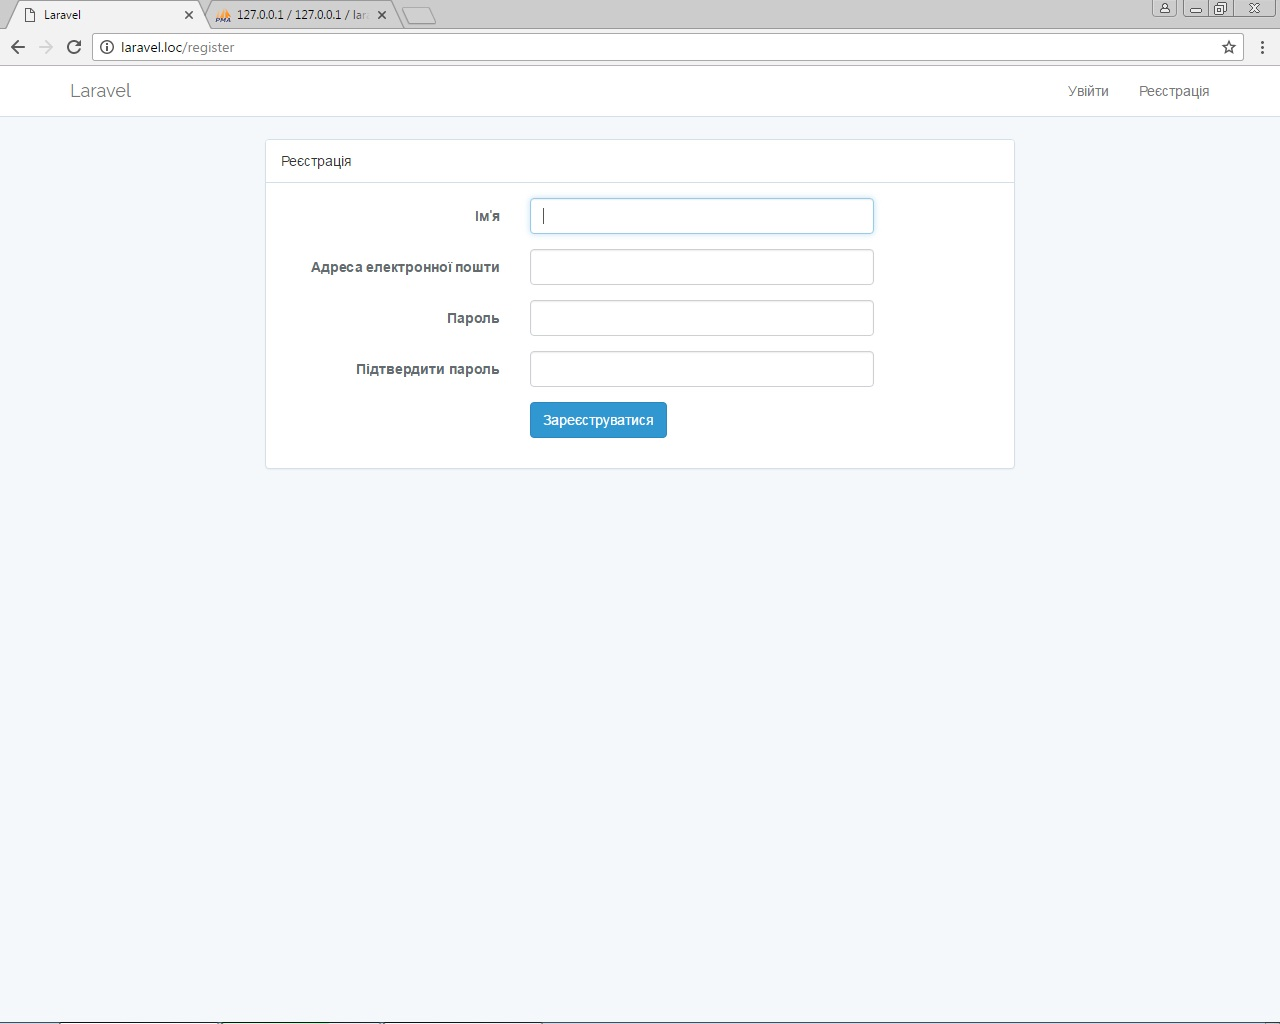 Laravel
127.0.0.1 / 127.0.0.1 / lar
laravel.loc/register
Laravel
Увійти
Реєстрація
Реєстрація
Ім'я
Адреса електронної пошти
Пароль
Підтвердити пароль
Зареєструватися